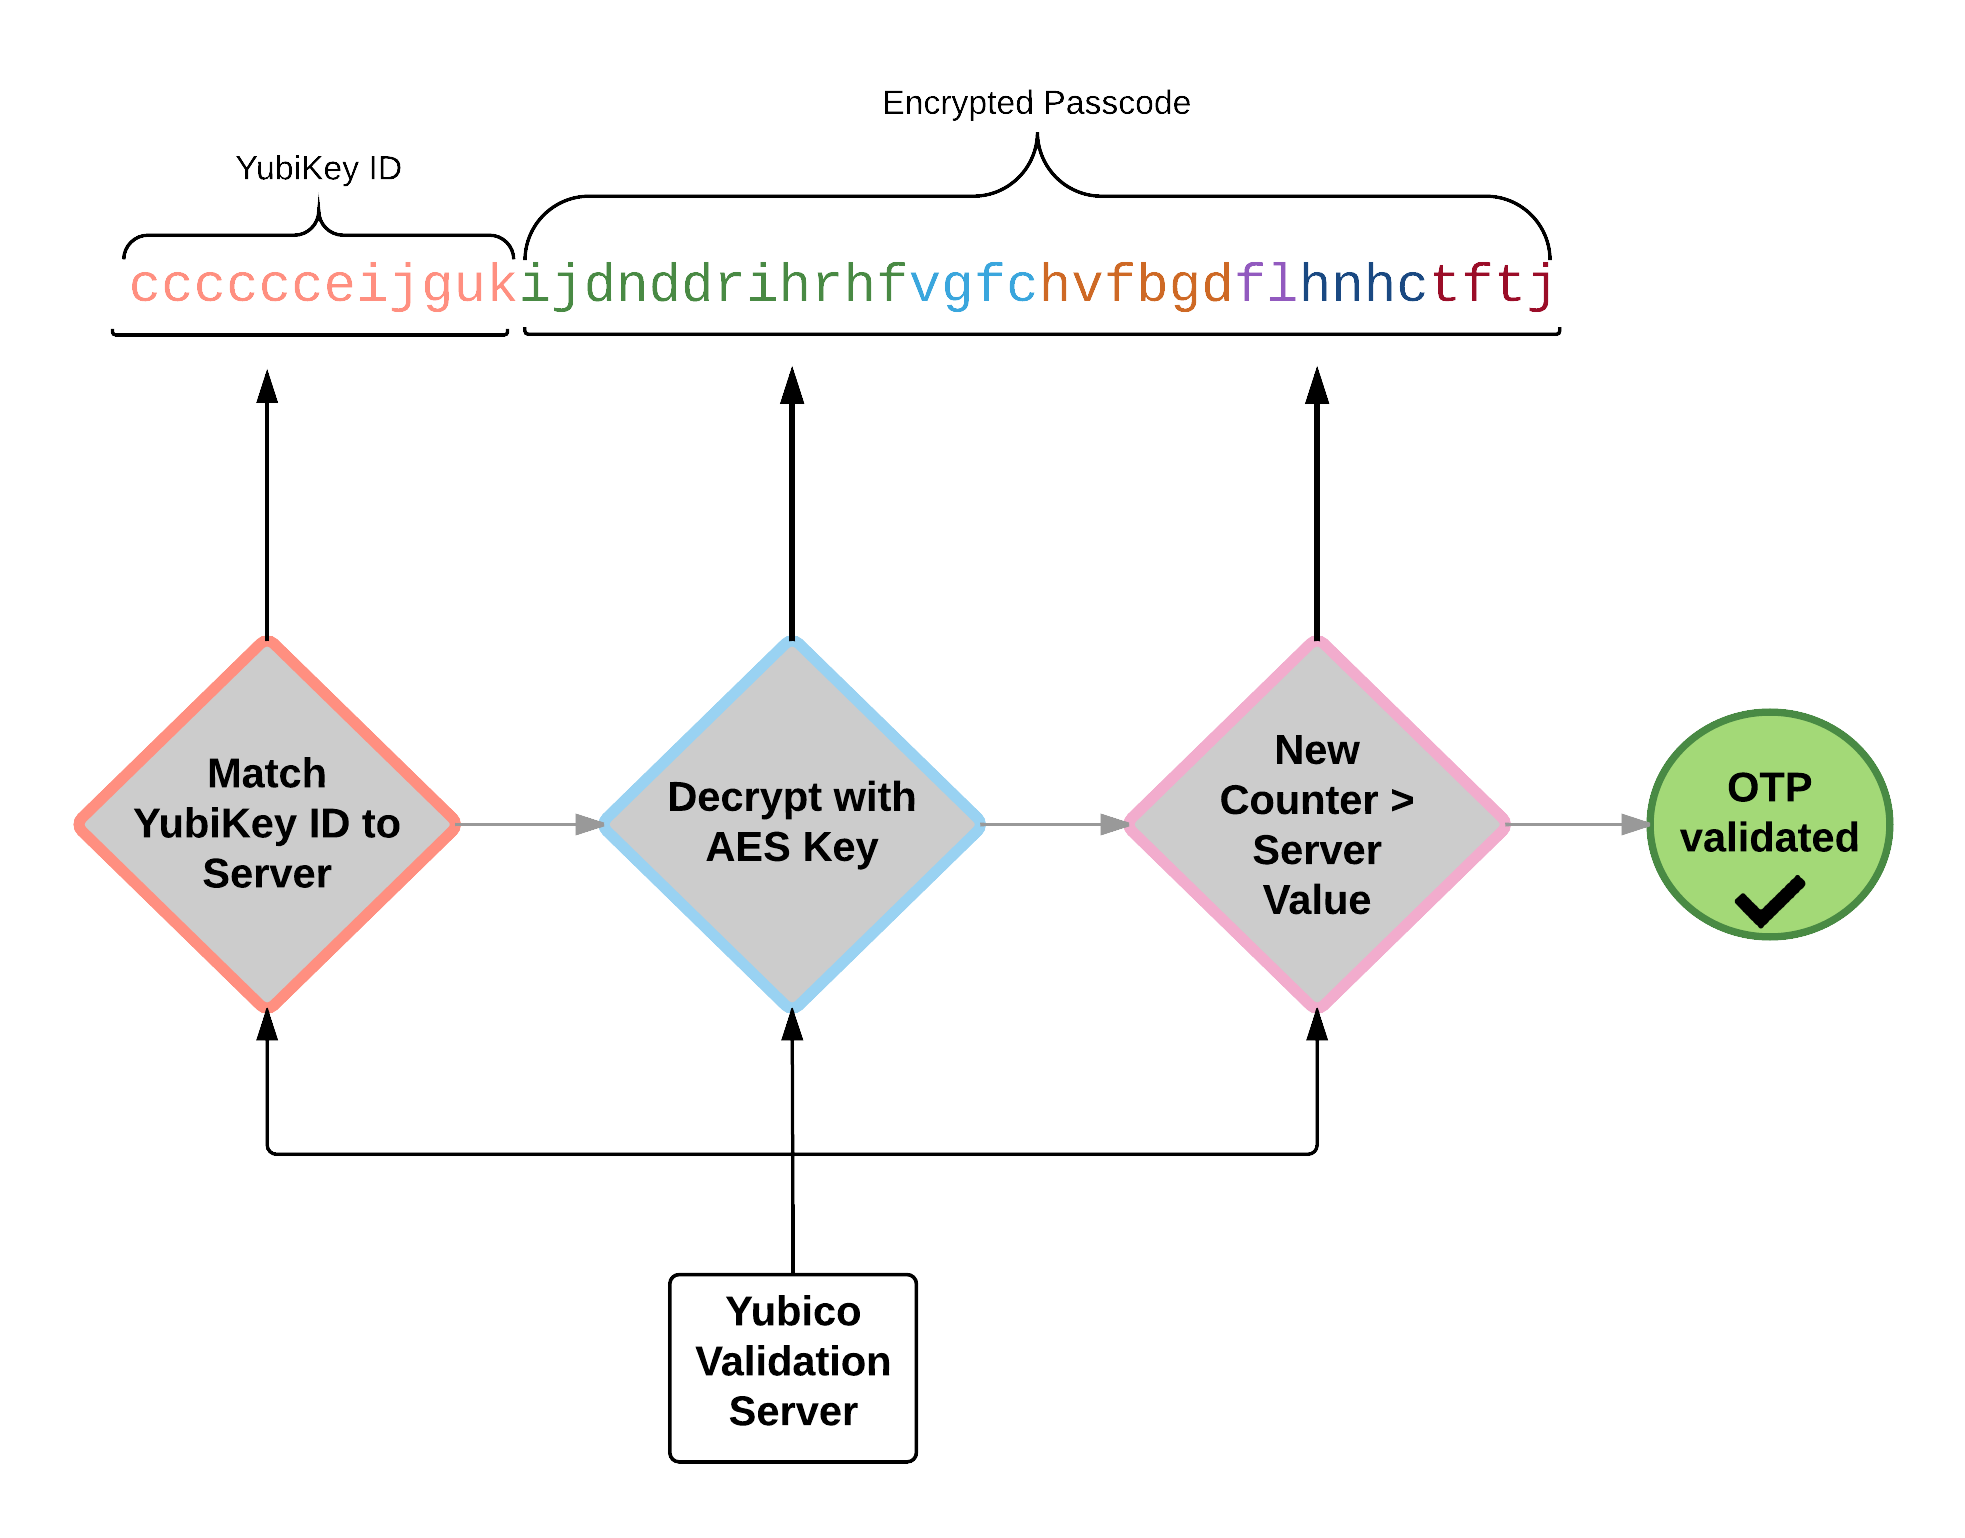 Encrypted Passcode
YubiKey ID
ccccccceijgukijdnddrihrhfvgfchvfbgdflhnhctftj
Match
YubiKey ID to
Server
Decrypt with
AES Key
New
Counter >
Server
Value
OTP
validated
Yubico
Validation
Server